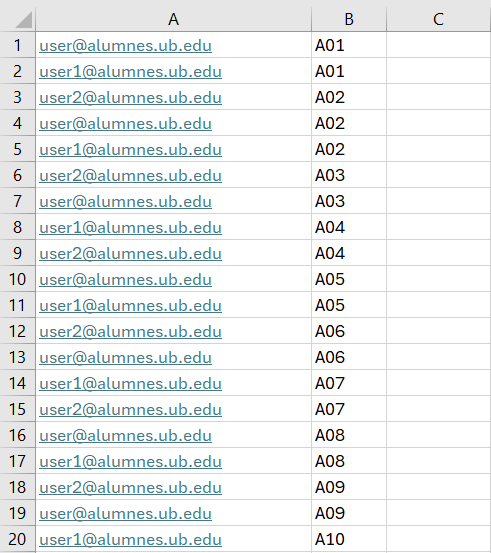 A B C
1 user@alumnes.ub.edu A01
2 user1@alumnes.ub.edu A01
3 user2@alumnes.ub.edu A02
4 user@alumnes.ub.edu A02
5 user1@alumnes.ub.edu A02
6 user2@alumnes.ub.edu A03
7 user@alumnes.ub.edu A03
8 user1@alumnes.ub.edu A04
9 user2@alumnes.ub.edu A04
10 user@alumnes.ub.edu A05
11 user1@alumnes.ub.edu A05
12 user2@alumnes.ub.edu A06
13 user@alumnes.ub.edu A06
14 user1@alumnes.ub.edu A07
15 user2@alumnes.ub.edu A07
16 user@alumnes.ub.edu A08
17 user1@alumnes.ub.edu A08
18 user2@alumnes.ub.edu A09
19 user@alumnes.ub.edu A09
20 user1@alumnes.ub.edu A10